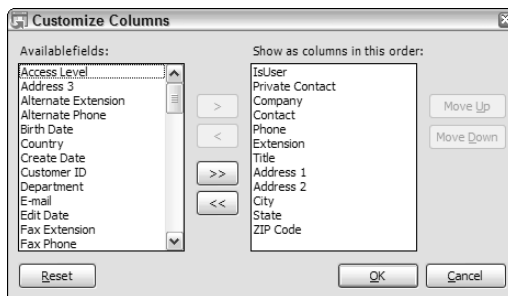 Customize Columns
Availablefields:
Access Level
Address 3
Alternate Extension
Alternate Phone
Birth Date
Country
Create Date
Customer ID
Department
E-mail
Edit Date
Fax Extension
Fax Phone
>
<
>>
<<
Show as columns in this order:
IsUser
Private Contact
Company
Contact
Phone
Extension
Title
Address 1
Address 2
City
State
ZIP Code
Move Up
Move Down
Reset
OK
Cancel